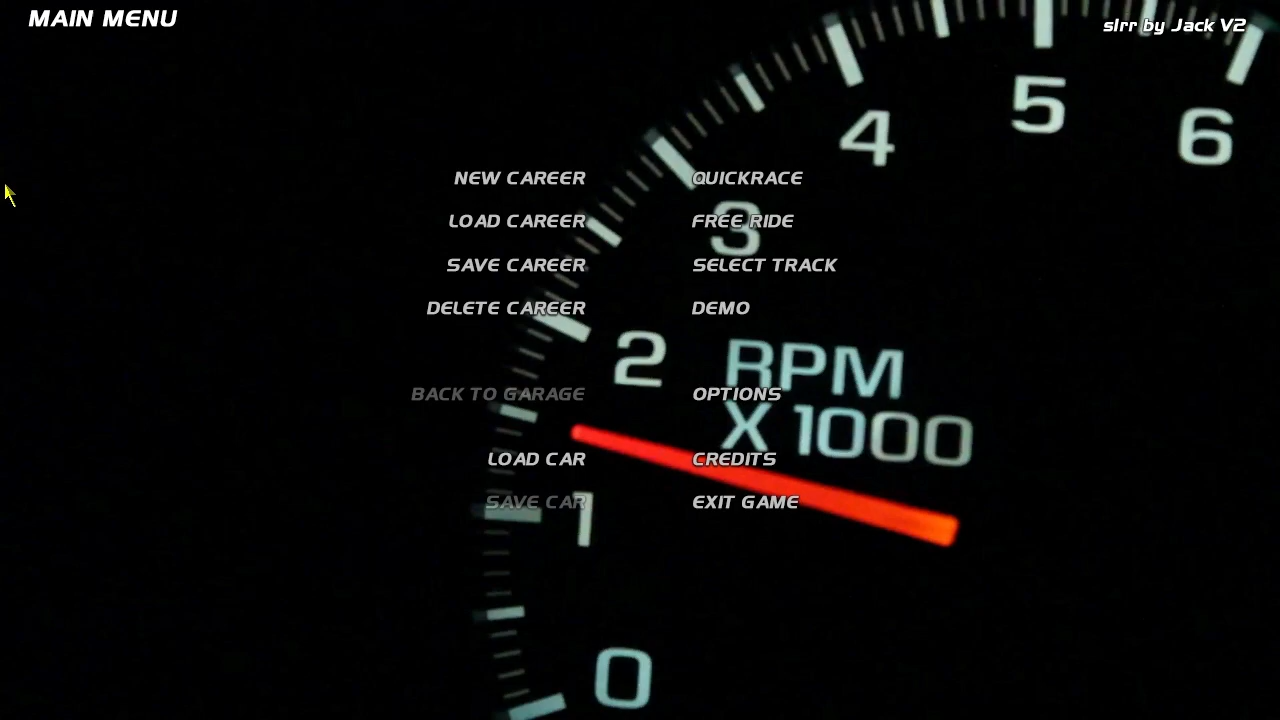 MAIN MENU
slrr by Jack V2
NEW CAREER
LOAD CAREER
SAVE CAREER
DELETE CAREER
BACK TO GARAGE
LOAD CAR
SAVE CAR
QUICKRACE
FREE RIDE
SELECT TRACK
DEMO
OPTIONS
CREDITS
EXIT GAME
0
1
2
3
4
5
6
RPM
X 1000